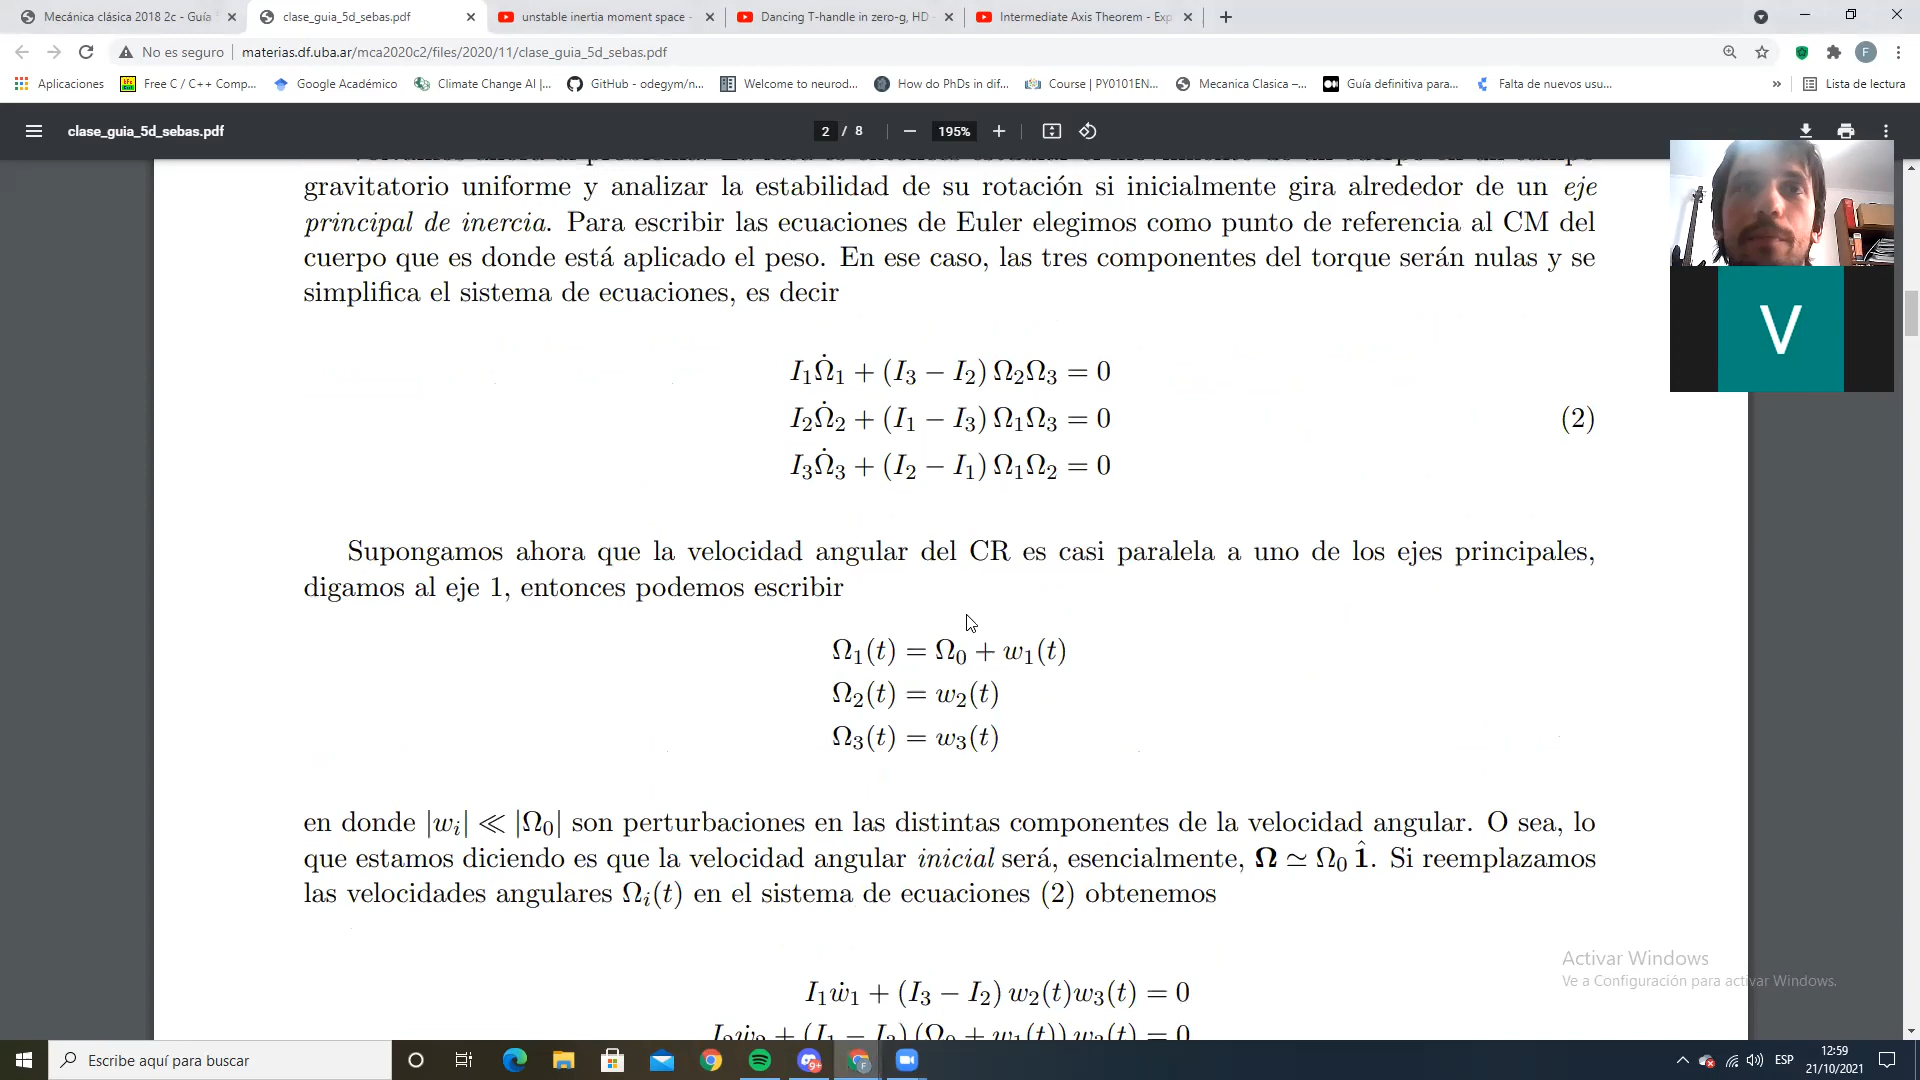 Mecánica clásica 2018 2c - Guía
clase_guia_5d_sebas.pdf
unstable inertia moment space -
Dancing T-handle in zero-g, HD -
Intermediate Axis Theorem - Exp
No es seguro | materias.df.uba.ar/mca2020c2/files/2020/11/clase_guia_5d_sebas.pdf
F
Aplicaciones
Free C / C++ Comp...
Google Académico
Climate Change AI |...
GitHub - odegym/n...
Welcome to neurod...
How do PhDs in dif...
Course | PY0101EN...
Mecanica Clasica –...
Guía definitiva para...
Falta de nuevos usu...
»
Lista de lectura
clase_guia_5d_sebas.pdf
2 / 8
195%
gravitatorio uniforme y analizar la estabilidad de su rotación si inicialmente gira alrededor de un eje
principal de inercia. Para escribir las ecuaciones de Euler elegimos como punto de referencia al CM del
cuerpo que es donde está aplicado el peso. En ese caso, las tres componentes del torque serán nulas y se
simplifica el sistema de ecuaciones, es decir
I₁Ω̇₁ + (I₃ − I₂) Ω₂Ω₃ = 0
I₂Ω̇₂ + (I₁ − I₃) Ω₁Ω₃ = 0 (2)
I₃Ω̇₃ + (I₂ − I₁) Ω₁Ω₂ = 0
Supongamos ahora que la velocidad angular del CR es casi paralela a uno de los ejes principales,
digamos al eje 1, entonces podemos escribir
Ω₁(t) = Ω₀ + w₁(t)
Ω₂(t) = w₂(t)
Ω₃(t) = w₃(t)
en donde |wᵢ| ≪ |Ω₀| son perturbaciones en las distintas componentes de la velocidad angular. O sea, lo
que estamos diciendo es que la velocidad angular inicial será, esencialmente, Ω ≃ Ω₀ 1̂. Si reemplazamos
las velocidades angulares Ωᵢ(t) en el sistema de ecuaciones (2) obtenemos
I₁ẇ₁ + (I₃ − I₂) w₂(t)w₃(t) = 0
V
Activar Windows
Ve a Configuración para activar Windows.
Escribe aquí para buscar
ESP
12:59
21/10/2021